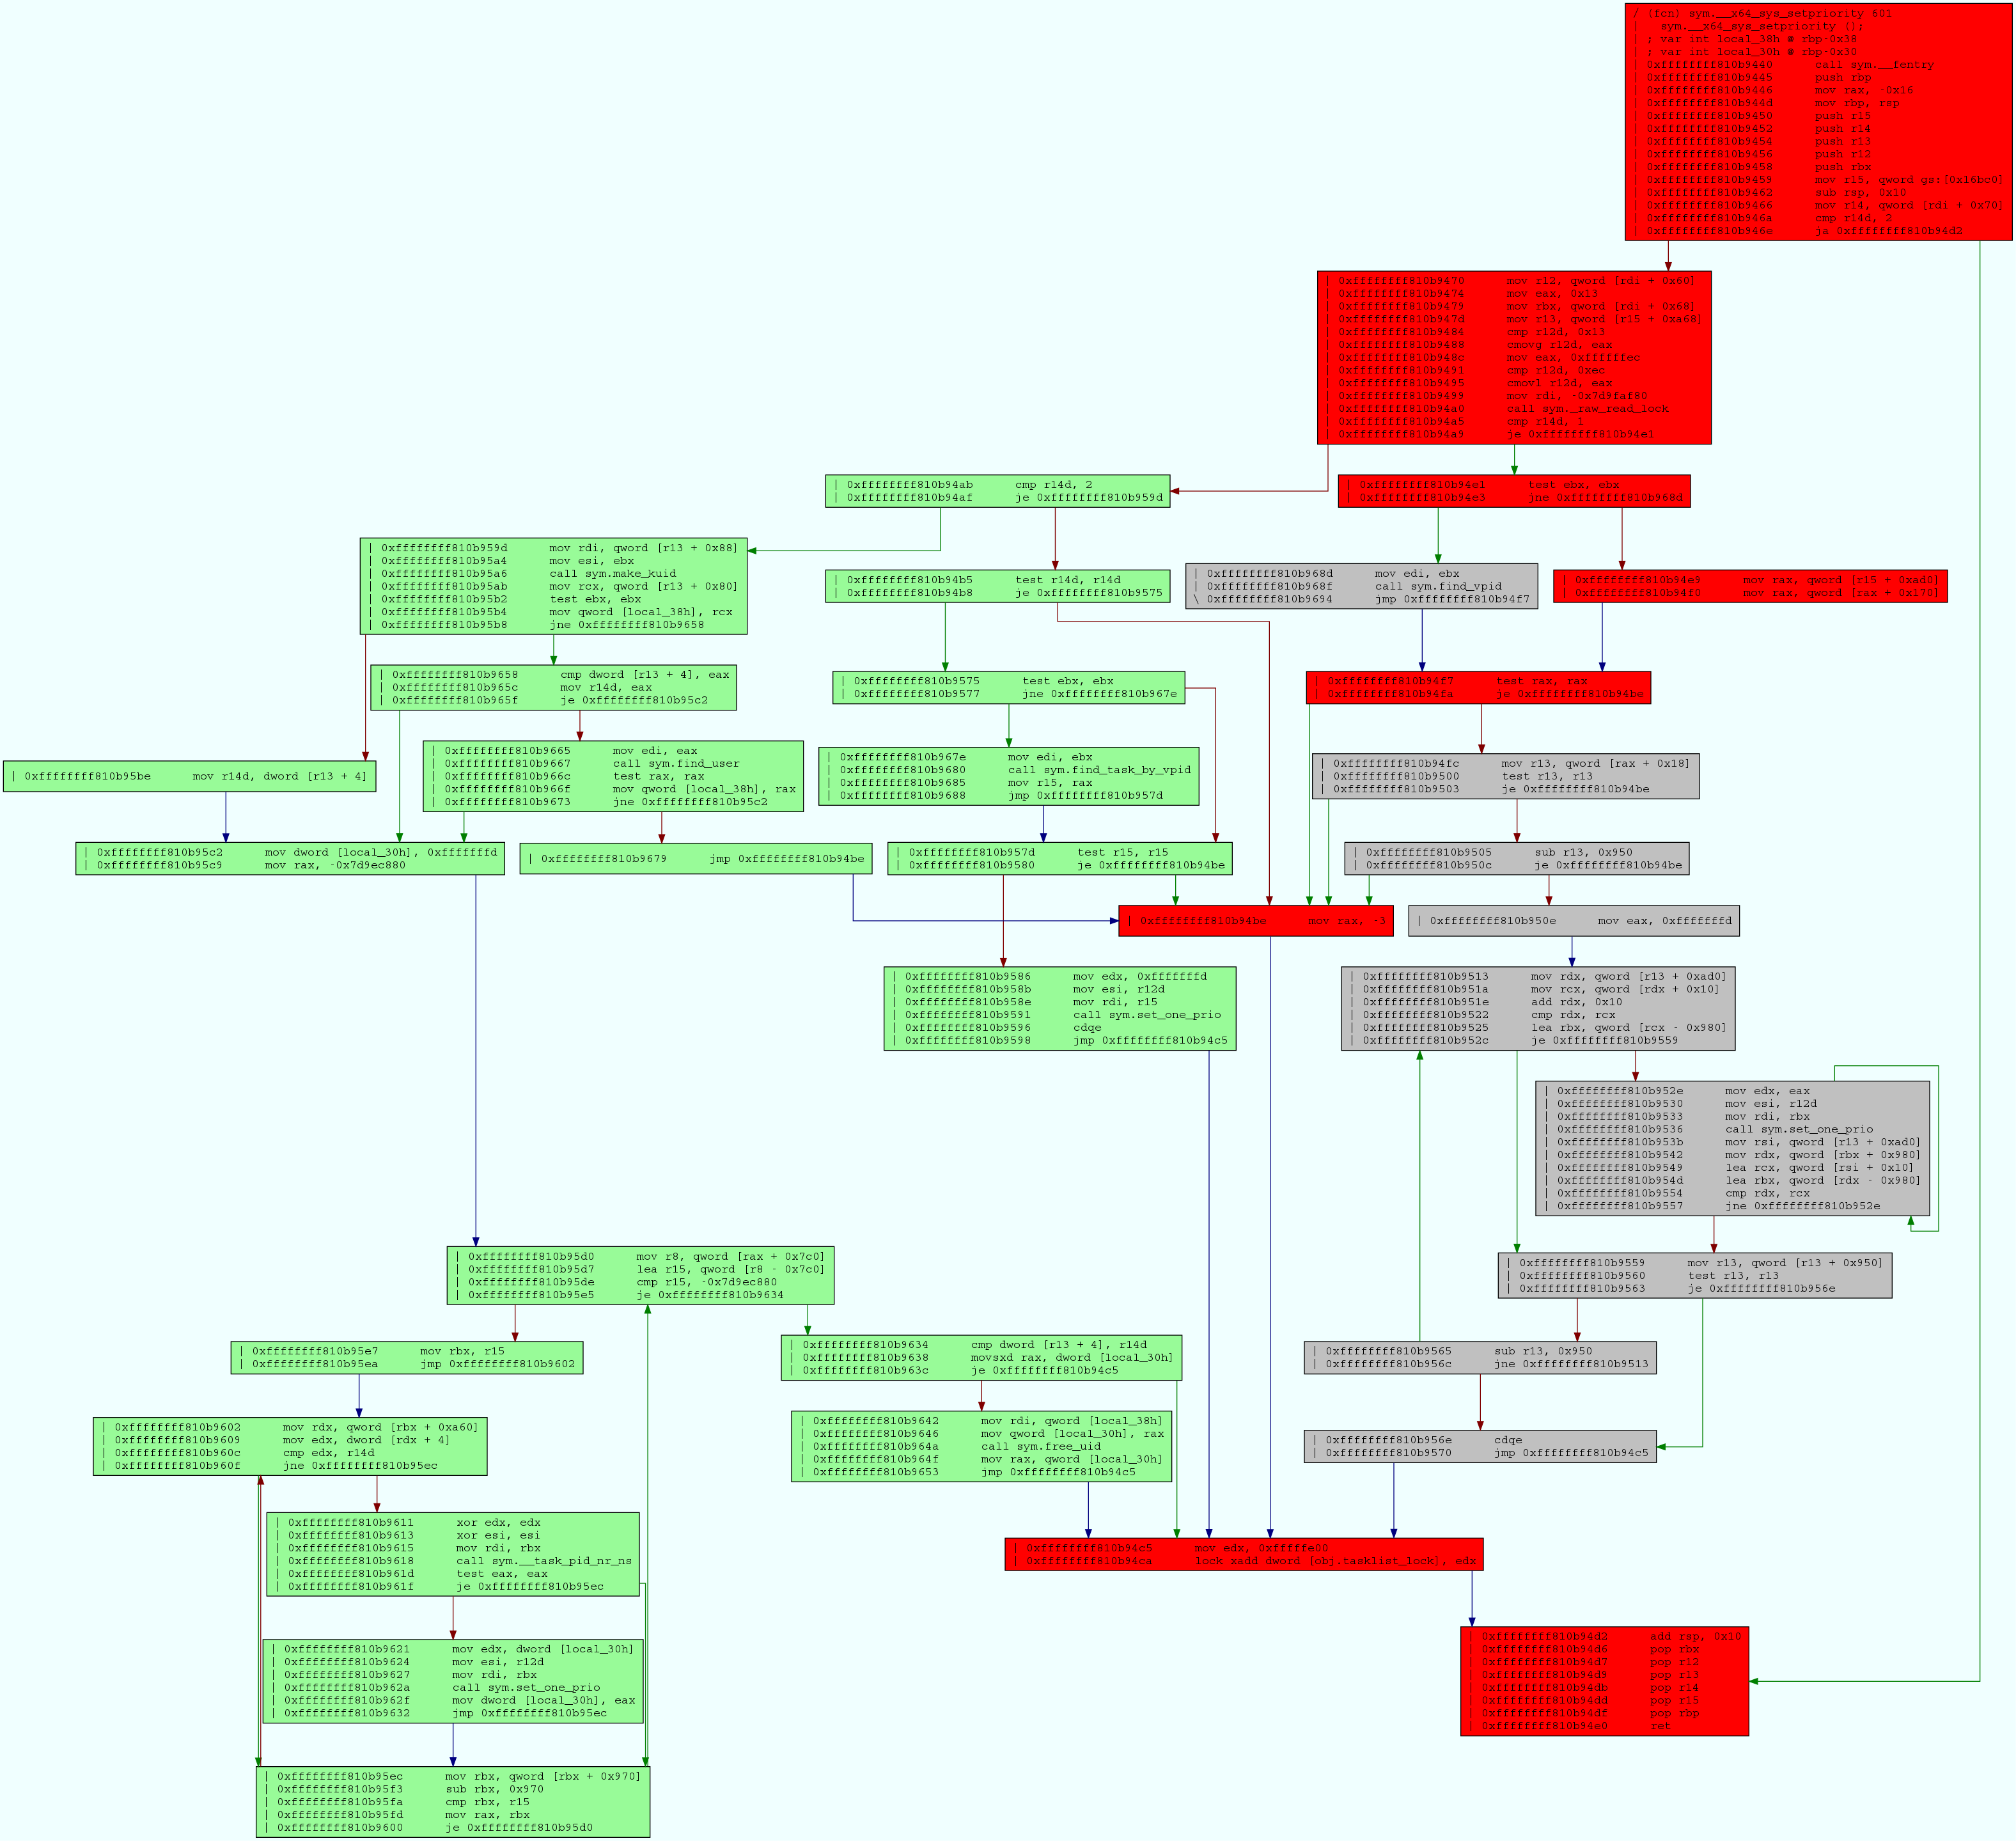 / (fcn) sym.__x64_sys_setpriority 601
|   sym.__x64_sys_setpriority ();
| ; var int local_38h @ rbp-0x38
| ; var int local_30h @ rbp-0x30
| 0xffffffff810b9440      call sym.__fentry
| 0xffffffff810b9445      push rbp
| 0xffffffff810b9446      mov rax, -0x16
| 0xffffffff810b944d      mov rbp, rsp
| 0xffffffff810b9450      push r15
| 0xffffffff810b9452      push r14
| 0xffffffff810b9454      push r13
| 0xffffffff810b9456      push r12
| 0xffffffff810b9458      push rbx
| 0xffffffff810b9459      mov r15, qword gs:[0x16bc0]
| 0xffffffff810b9462      sub rsp, 0x10
| 0xffffffff810b9466      mov r14, qword [rdi + 0x70]
| 0xffffffff810b946a      cmp r14d, 2
| 0xffffffff810b946e      ja 0xffffffff810b94d2
| 0xffffffff810b9470      mov r12, qword [rdi + 0x60]
| 0xffffffff810b9474      mov eax, 0x13
| 0xffffffff810b9479      mov rbx, qword [rdi + 0x68]
| 0xffffffff810b947d      mov r13, qword [r15 + 0xa68]
| 0xffffffff810b9484      cmp r12d, 0x13
| 0xffffffff810b9488      cmovg r12d, eax
| 0xffffffff810b948c      mov eax, 0xffffffec
| 0xffffffff810b9491      cmp r12d, 0xec
| 0xffffffff810b9495      cmovl r12d, eax
| 0xffffffff810b9499      mov rdi, -0x7d9faf80
| 0xffffffff810b94a0      call sym._raw_read_lock
| 0xffffffff810b94a5      cmp r14d, 1
| 0xffffffff810b94a9      je 0xffffffff810b94e1
| 0xffffffff810b94ab      cmp r14d, 2
| 0xffffffff810b94af      je 0xffffffff810b959d
| 0xffffffff810b94e1      test ebx, ebx
| 0xffffffff810b94e3      jne 0xffffffff810b968d
| 0xffffffff810b959d      mov rdi, qword [r13 + 0x88]
| 0xffffffff810b95a4      mov esi, ebx
| 0xffffffff810b95a6      call sym.make_kuid
| 0xffffffff810b95ab      mov rcx, qword [r13 + 0x80]
| 0xffffffff810b95b2      test ebx, ebx
| 0xffffffff810b95b4      mov qword [local_38h], rcx
| 0xffffffff810b95b8      jne 0xffffffff810b9658
| 0xffffffff810b94b5      test r14d, r14d
| 0xffffffff810b94b8      je 0xffffffff810b9575
| 0xffffffff810b968d      mov edi, ebx
| 0xffffffff810b968f      call sym.find_vpid
\ 0xffffffff810b9694      jmp 0xffffffff810b94f7
| 0xffffffff810b94e9      mov rax, qword [r15 + 0xad0]
| 0xffffffff810b94f0      mov rax, qword [rax + 0x170]
| 0xffffffff810b9658      cmp dword [r13 + 4], eax
| 0xffffffff810b965c      mov r14d, eax
| 0xffffffff810b965f      je 0xffffffff810b95c2
| 0xffffffff810b9575      test ebx, ebx
| 0xffffffff810b9577      jne 0xffffffff810b967e
| 0xffffffff810b94f7      test rax, rax
| 0xffffffff810b94fa      je 0xffffffff810b94be
| 0xffffffff810b95be      mov r14d, dword [r13 + 4]
| 0xffffffff810b9665      mov edi, eax
| 0xffffffff810b9667      call sym.find_user
| 0xffffffff810b966c      test rax, rax
| 0xffffffff810b966f      mov qword [local_38h], rax
| 0xffffffff810b9673      jne 0xffffffff810b95c2
| 0xffffffff810b967e      mov edi, ebx
| 0xffffffff810b9680      call sym.find_task_by_vpid
| 0xffffffff810b9685      mov r15, rax
| 0xffffffff810b9688      jmp 0xffffffff810b957d
| 0xffffffff810b94fc      mov r13, qword [rax + 0x18]
| 0xffffffff810b9500      test r13, r13
| 0xffffffff810b9503      je 0xffffffff810b94be
| 0xffffffff810b95c2      mov dword [local_30h], 0xfffffffd
| 0xffffffff810b95c9      mov rax, -0x7d9ec880
| 0xffffffff810b9679      jmp 0xffffffff810b94be
| 0xffffffff810b957d      test r15, r15
| 0xffffffff810b9580      je 0xffffffff810b94be
| 0xffffffff810b9505      sub r13, 0x950
| 0xffffffff810b950c      je 0xffffffff810b94be
| 0xffffffff810b94be      mov rax, -3
| 0xffffffff810b950e      mov eax, 0xfffffffd
| 0xffffffff810b9586      mov edx, 0xfffffffd
| 0xffffffff810b958b      mov esi, r12d
| 0xffffffff810b958e      mov rdi, r15
| 0xffffffff810b9591      call sym.set_one_prio
| 0xffffffff810b9596      cdqe
| 0xffffffff810b9598      jmp 0xffffffff810b94c5
| 0xffffffff810b9513      mov rdx, qword [r13 + 0xad0]
| 0xffffffff810b951a      mov rcx, qword [rdx + 0x10]
| 0xffffffff810b951e      add rdx, 0x10
| 0xffffffff810b9522      cmp rdx, rcx
| 0xffffffff810b9525      lea rbx, qword [rcx - 0x980]
| 0xffffffff810b952c      je 0xffffffff810b9559
| 0xffffffff810b952e      mov edx, eax
| 0xffffffff810b9530      mov esi, r12d
| 0xffffffff810b9533      mov rdi, rbx
| 0xffffffff810b9536      call sym.set_one_prio
| 0xffffffff810b953b      mov rsi, qword [r13 + 0xad0]
| 0xffffffff810b9542      mov rdx, qword [rbx + 0x980]
| 0xffffffff810b9549      lea rcx, qword [rsi + 0x10]
| 0xffffffff810b954d      lea rbx, qword [rdx - 0x980]
| 0xffffffff810b9554      cmp rdx, rcx
| 0xffffffff810b9557      jne 0xffffffff810b952e
| 0xffffffff810b95d0      mov r8, qword [rax + 0x7c0]
| 0xffffffff810b95d7      lea r15, qword [r8 - 0x7c0]
| 0xffffffff810b95de      cmp r15, -0x7d9ec880
| 0xffffffff810b95e5      je 0xffffffff810b9634
| 0xffffffff810b9559      mov r13, qword [r13 + 0x950]
| 0xffffffff810b9560      test r13, r13
| 0xffffffff810b9563      je 0xffffffff810b956e
| 0xffffffff810b95e7      mov rbx, r15
| 0xffffffff810b95ea      jmp 0xffffffff810b9602
| 0xffffffff810b9634      cmp dword [r13 + 4], r14d
| 0xffffffff810b9638      movsxd rax, dword [local_30h]
| 0xffffffff810b963c      je 0xffffffff810b94c5
| 0xffffffff810b9565      sub r13, 0x950
| 0xffffffff810b956c      jne 0xffffffff810b9513
| 0xffffffff810b9602      mov rdx, qword [rbx + 0xa60]
| 0xffffffff810b9609      mov edx, dword [rdx + 4]
| 0xffffffff810b960c      cmp edx, r14d
| 0xffffffff810b960f      jne 0xffffffff810b95ec
| 0xffffffff810b9642      mov rdi, qword [local_38h]
| 0xffffffff810b9646      mov qword [local_30h], rax
| 0xffffffff810b964a      call sym.free_uid
| 0xffffffff810b964f      mov rax, qword [local_30h]
| 0xffffffff810b9653      jmp 0xffffffff810b94c5
| 0xffffffff810b956e      cdqe
| 0xffffffff810b9570      jmp 0xffffffff810b94c5
| 0xffffffff810b9611      xor edx, edx
| 0xffffffff810b9613      xor esi, esi
| 0xffffffff810b9615      mov rdi, rbx
| 0xffffffff810b9618      call sym.__task_pid_nr_ns
| 0xffffffff810b961d      test eax, eax
| 0xffffffff810b961f      je 0xffffffff810b95ec
| 0xffffffff810b94c5      mov edx, 0xfffffe00
| 0xffffffff810b94ca      lock xadd dword [obj.tasklist_lock], edx
| 0xffffffff810b9621      mov edx, dword [local_30h]
| 0xffffffff810b9624      mov esi, r12d
| 0xffffffff810b9627      mov rdi, rbx
| 0xffffffff810b962a      call sym.set_one_prio
| 0xffffffff810b962f      mov dword [local_30h], eax
| 0xffffffff810b9632      jmp 0xffffffff810b95ec
| 0xffffffff810b94d2      add rsp, 0x10
| 0xffffffff810b94d6      pop rbx
| 0xffffffff810b94d7      pop r12
| 0xffffffff810b94d9      pop r13
| 0xffffffff810b94db      pop r14
| 0xffffffff810b94dd      pop r15
| 0xffffffff810b94df      pop rbp
| 0xffffffff810b94e0      ret
| 0xffffffff810b95ec      mov rbx, qword [rbx + 0x970]
| 0xffffffff810b95f3      sub rbx, 0x970
| 0xffffffff810b95fa      cmp rbx, r15
| 0xffffffff810b95fd      mov rax, rbx
| 0xffffffff810b9600      je 0xffffffff810b95d0